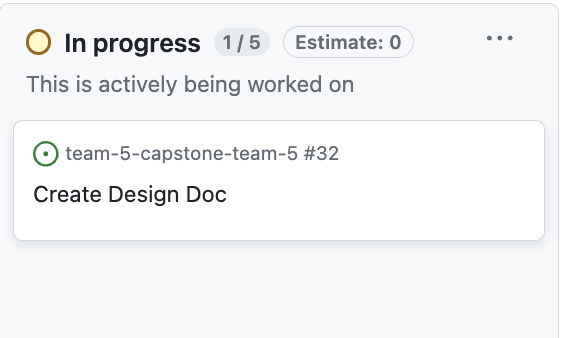 In progress 1 / 5 Estimate: 0 ...
This is actively being worked on
team-5-capstone-team-5 #32
Create Design Doc